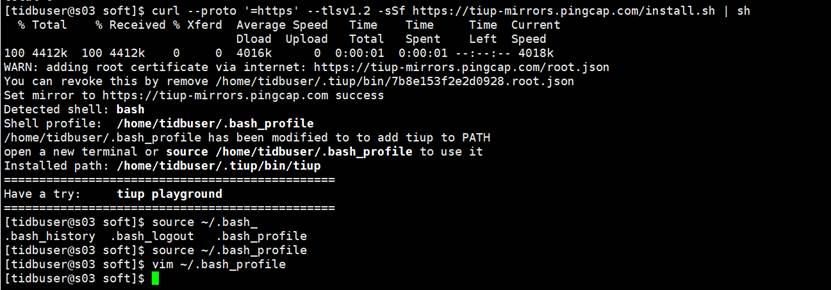 [tidbuser@s03 soft]$ curl --proto '=https' --tlsv1.2 -sSf https://tiup-mirrors.pingcap.com/install.sh | sh
  % Total    % Received % Xferd  Average Speed   Time    Time     Time  Current
                                 Dload  Upload   Total   Spent    Left  Speed
100 4412k  100 4412k    0     0  4016k      0  0:00:01  0:00:01 --:--:-- 4018k
WARN: adding root certificate via internet: https://tiup-mirrors.pingcap.com/root.json
You can revoke this by remove /home/tidbuser/.tiup/bin/7b8e153f2e2d0928.root.json
Set mirror to https://tiup-mirrors.pingcap.com success
Detected shell: bash
Shell profile:  /home/tidbuser/.bash_profile
/home/tidbuser/.bash_profile has been modified to to add tiup to PATH
open a new terminal or source /home/tidbuser/.bash_profile to use it
Installed path: /home/tidbuser/.tiup/bin/tiup
===============================================
Have a try:     tiup playground
===============================================
[tidbuser@s03 soft]$ source ~/.bash_
.bash_history  .bash_logout   .bash_profile
[tidbuser@s03 soft]$ source ~/.bash_profile
[tidbuser@s03 soft]$ vim ~/.bash_profile
[tidbuser@s03 soft]$